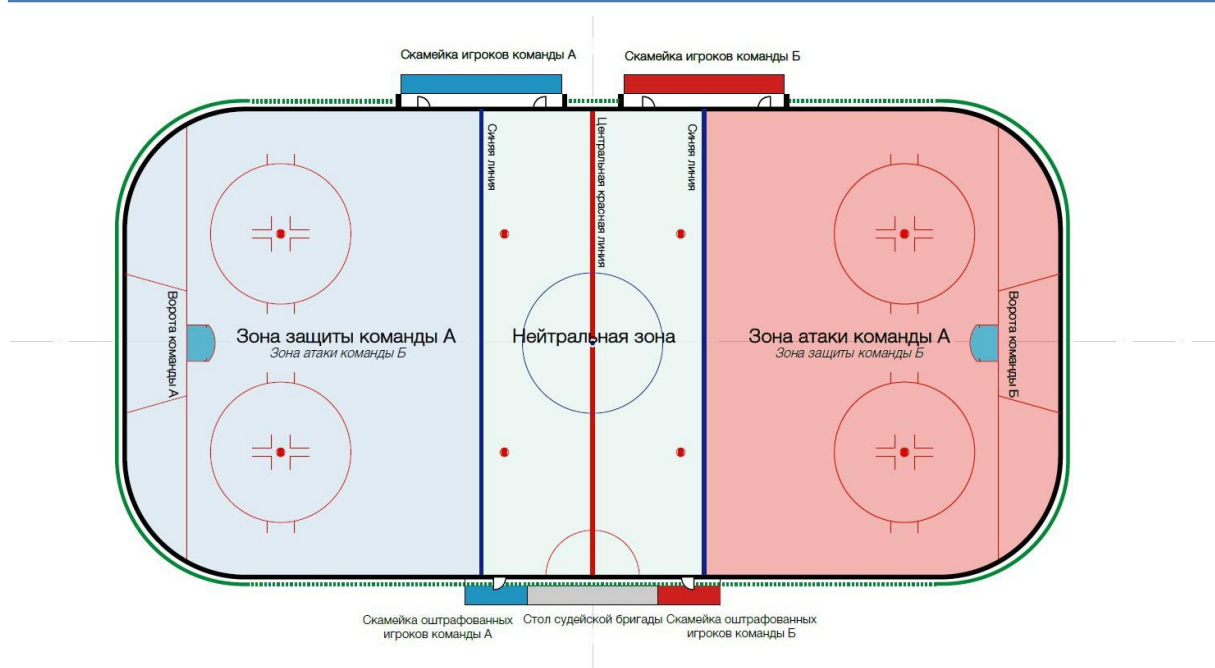 Скамейка игроков команды А
Скамейка игроков команды Б
Синяя линия
Центральная красная линия
Синяя линия
Ворота команды А
Зона защиты команды А
Зона атаки команды Б
Нейтральная зона
Зона атаки команды А
Зона защиты команды Б
Ворота команды Б
Скамейка оштрафованных
игроков команды А
Стол судейской бригады
Скамейка оштрафованных
игроков команды Б